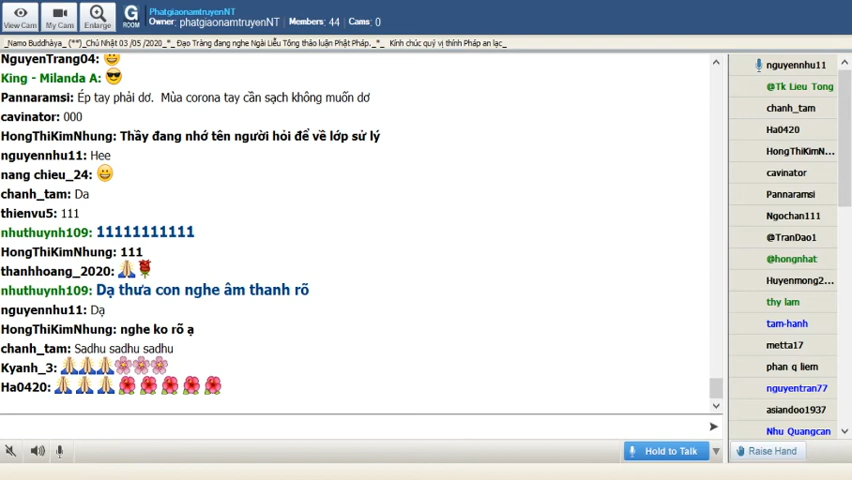 View Cam
My Cam
Enlarge
G
ROOM
PhatgiaonamtruyenNT
Owner: phatgiaonamtruyenNT Members: 44 Cams: 0
_Namo Buddhàya_ (**)_Chủ Nhật 03 /05 /2020_*_ Đạo Tràng đang nghe Ngài Liễu Tông thảo luận Phật Pháp._*_ Kính chúc quý vị thính Pháp an lạc_
NguyenTrang04:
King - Milanda A:
Pannaramsi: Ép tay phải dơ. Mùa corona tay cần sạch không muốn dơ
cavinator: 000
HongThiKimNhung: Thầy đang nhớ tên người hỏi để về lớp sử lý
nguyennhu11: Hee
nang chieu_24:
chanh_tam: Da
thienvu5: 111
nhuthuynh109: 11111111111
HongThiKimNhung: 111
thanhhoang_2020:
nhuthuynh109: Dạ thưa con nghe âm thanh rõ
nguyennhu11: Dạ
HongThiKimNhung: nghe ko rõ ạ
chanh_tam: Sadhu sadhu sadhu
Kyanh_3:
Ha0420:
Hold to Talk
nguyennhu11
@Tk Lieu Tong
chanh_tam
Ha0420
HongThiKimN...
cavinator
Pannaramsi
Ngochan111
@TranDao1
@hongnhat
Huyenmong2...
thy lam
tam-hanh
metta17
phan q liem
nguyentran77
asiandoo1937
Nhu Quangcan
Raise Hand